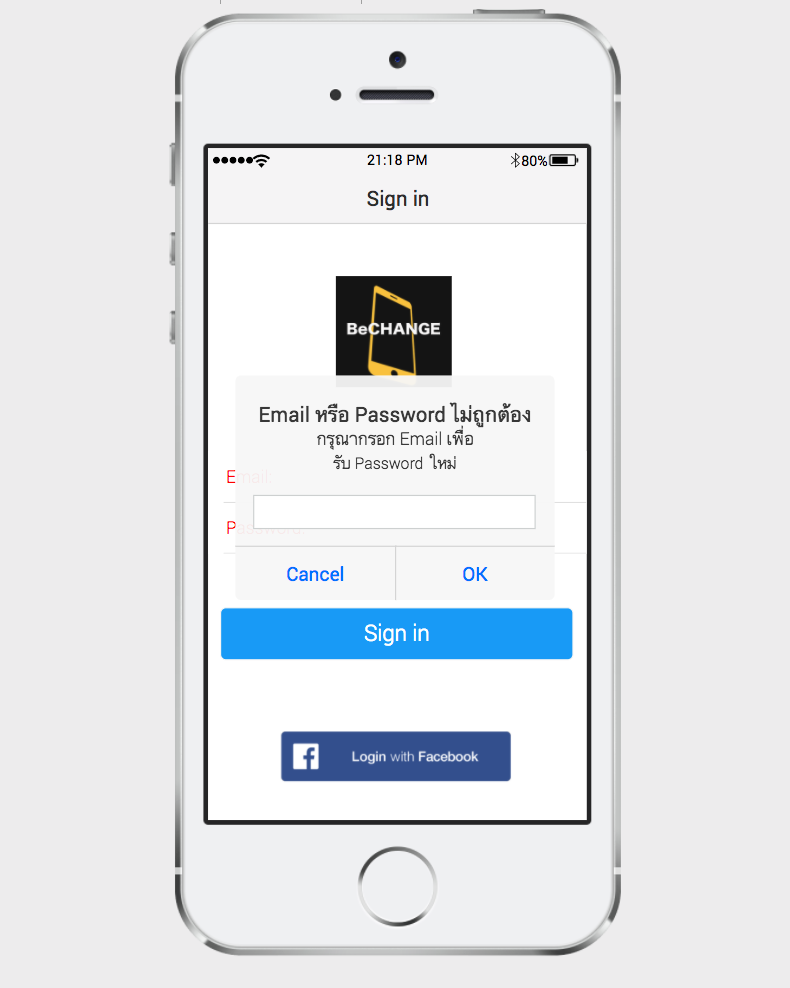 21:18 PM
80%
Sign in
BeCHANGE
Email หรือ Password ไม่ถูกต้อง
กรุณากรอก Email เพื่อ
รับ Password ใหม่
Email:
Password:
Cancel
OK
Sign in
Login with Facebook